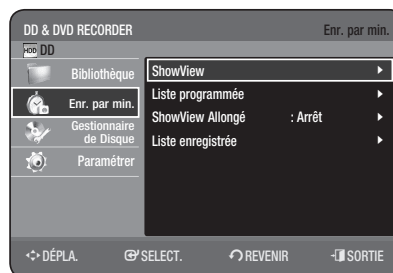 DD & DVD RECORDER Enr. par min.
HDD DD
Bibliothèque
Enr. par min.
Gestionnaire
de Disque
Paramétrer
ShowView
Liste programmée
ShowView Allongé : Arrêt
Liste enregistrée
DÉPLA. SELECT. REVENIR SORTIE